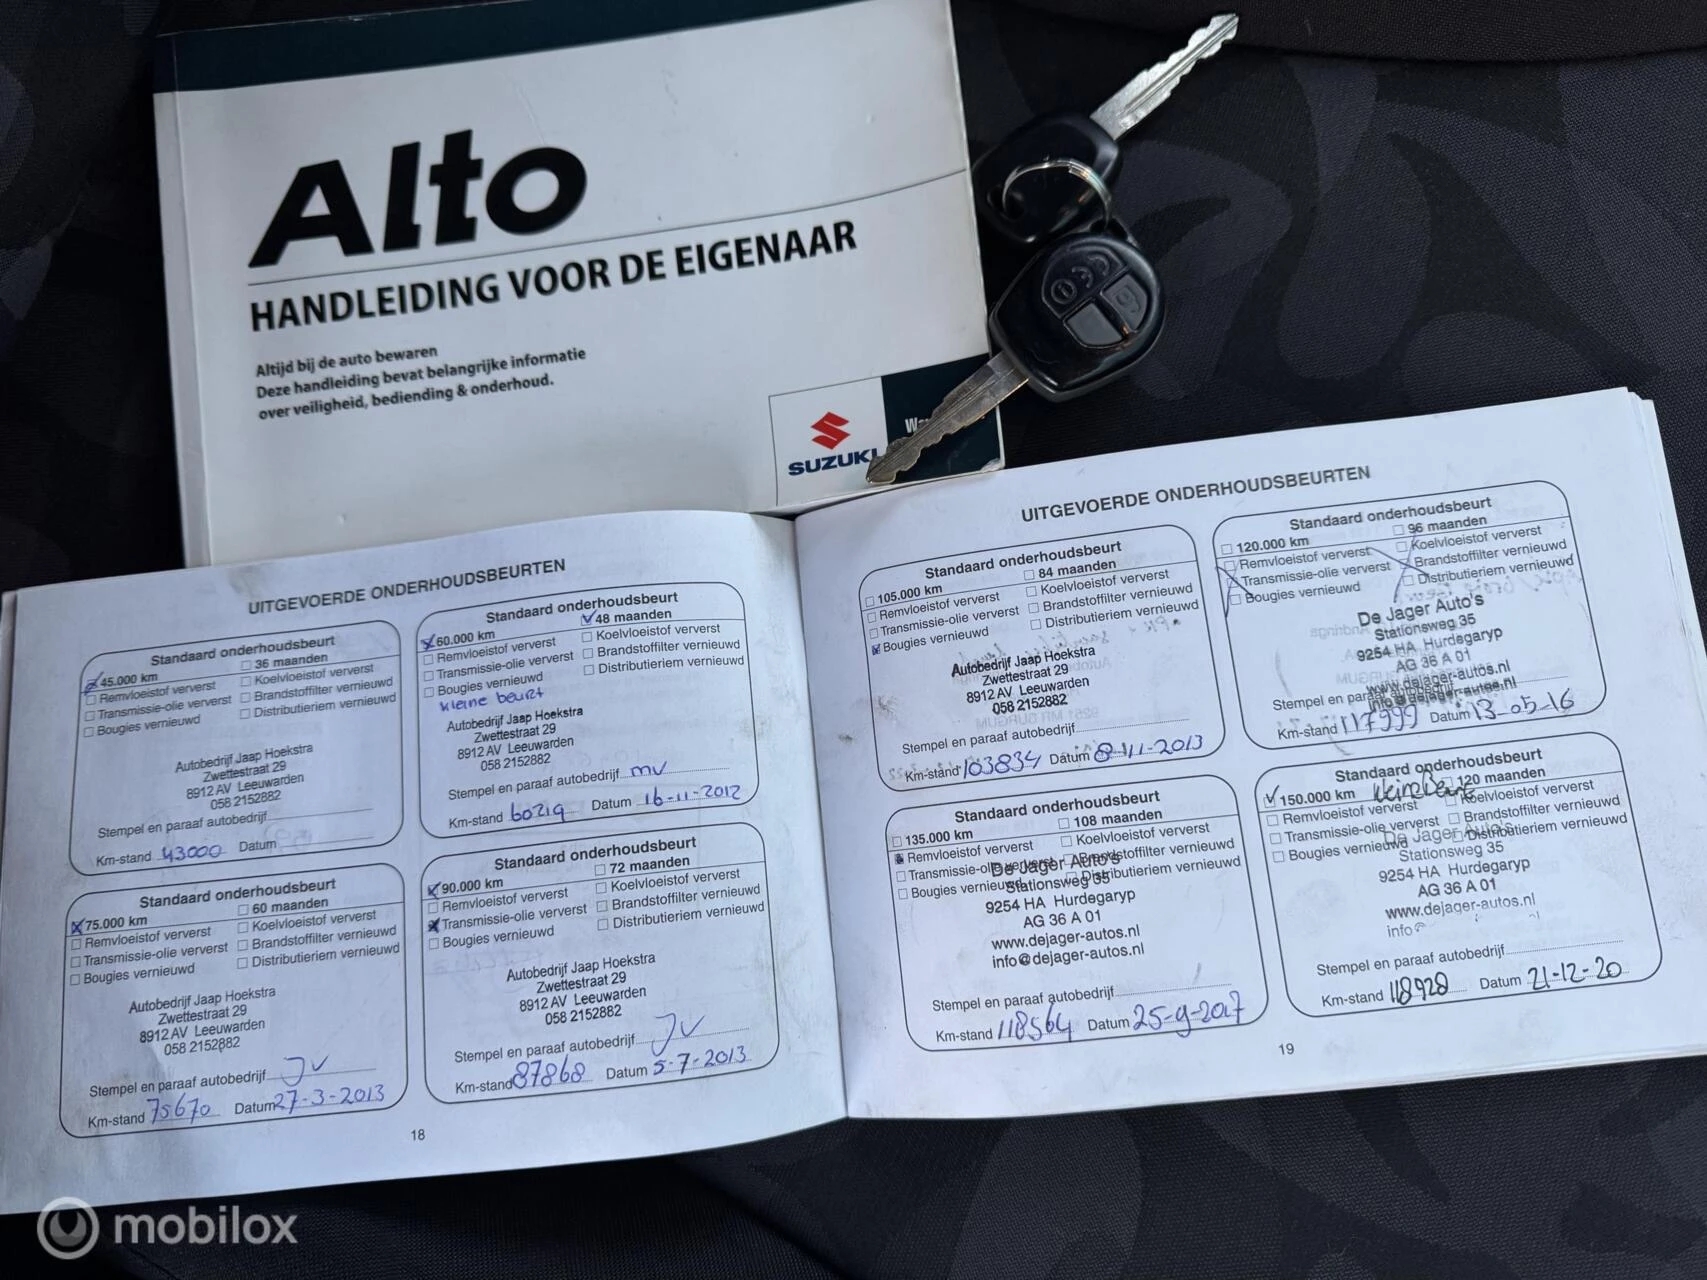 Alto
HANDLEIDING VOOR DE EIGENAAR
Altijd bij de auto bewaren
Deze handleiding bevat belangrijke informatie
over veiligheid, bediending & onderhoud.
SUZUKI
UITGEVOERDE ONDERHOUDSBEURTEN
Standaard onderhoudsbeurt
45.000 km 36 maanden
Remvloeistof ververst Koelvloeistof ververst
Transmissie-olie ververst Brandstoffilter vernieuwd
Bougies vernieuwd Distributieriem vernieuwd
Autobedrijf Jaap Hoekstra
Zwettestraat 29
8912 AV Leeuwarden
058 2152882
Stempel en paraaf autobedrijf
Km-stand 43000 Datum
Standaard onderhoudsbeurt
60.000 km 48 maanden
Remvloeistof ververst Koelvloeistof ververst
Transmissie-olie ververst Brandstoffilter vernieuwd
Bougies vernieuwd Distributieriem vernieuwd
kleine beurt
Autobedrijf Jaap Hoekstra
Zwettestraat 29
8912 AV Leeuwarden
058 2152882
Stempel en paraaf autobedrijf mv
Km-stand 60219 Datum 16-11-2012
Standaard onderhoudsbeurt
75.000 km 60 maanden
Remvloeistof ververst Koelvloeistof ververst
Transmissie-olie ververst Brandstoffilter vernieuwd
Bougies vernieuwd Distributieriem vernieuwd
Autobedrijf Jaap Hoekstra
Zwettestraat 29
8912 AV Leeuwarden
058 2152882
Stempel en paraaf autobedrijf JV
Km-stand 75670 Datum 27-3-2013
Standaard onderhoudsbeurt
90.000 km 72 maanden
Remvloeistof ververst Koelvloeistof ververst
Transmissie-olie ververst Brandstoffilter vernieuwd
Bougies vernieuwd Distributieriem vernieuwd
Autobedrijf Jaap Hoekstra
Zwettestraat 29
8912 AV Leeuwarden
058 2152882
Stempel en paraaf autobedrijf JV
Km-stand 87868 Datum 5-7-2013
18
UITGEVOERDE ONDERHOUDSBEURTEN
Standaard onderhoudsbeurt
105.000 km 84 maanden
Remvloeistof ververst Koelvloeistof ververst
Transmissie-olie ververst Brandstoffilter vernieuwd
Bougies vernieuwd Distributieriem vernieuwd
Autobedrijf Jaap Hoekstra
Zwettestraat 29
8912 AV Leeuwarden
058 2152882
Stempel en paraaf autobedrijf
Km-stand 103834 Datum 8-11-2013
Standaard onderhoudsbeurt
120.000 km 96 maanden
Remvloeistof ververst Koelvloeistof ververst
Transmissie-olie ververst Brandstoffilter vernieuwd
Bougies vernieuwd Distributieriem vernieuwd
De Jager Auto's
Stationsweg 35
9254 HA Hurdegaryp
AG 36 A 01
www.dejager-autos.nl
info@dejager-autos.nl
Stempel en paraaf autobedrijf
Km-stand 117999 Datum 13-05-16
Standaard onderhoudsbeurt
135.000 km 108 maanden
Remvloeistof ververst Koelvloeistof ververst
Transmissie-olie ververst Brandstoffilter vernieuwd
Bougies vernieuwd Distributieriem vernieuwd
De Jager Auto's
Stationsweg 35
9254 HA Hurdegaryp
AG 36 A 01
www.dejager-autos.nl
info@dejager-autos.nl
Stempel en paraaf autobedrijf
Km-stand 118564 Datum 25-9-2017
Standaard onderhoudsbeurt
150.000 km 120 maanden
Remvloeistof ververst Koelvloeistof ververst
Transmissie-olie ververst Brandstoffilter vernieuwd
Bougies vernieuwd Distributieriem vernieuwd
De Jager Auto's
Stationsweg 35
9254 HA Hurdegaryp
AG 36 A 01
www.dejager-autos.nl
Stempel en paraaf autobedrijf
Km-stand 118928 Datum 21-12-20
19
mobilox